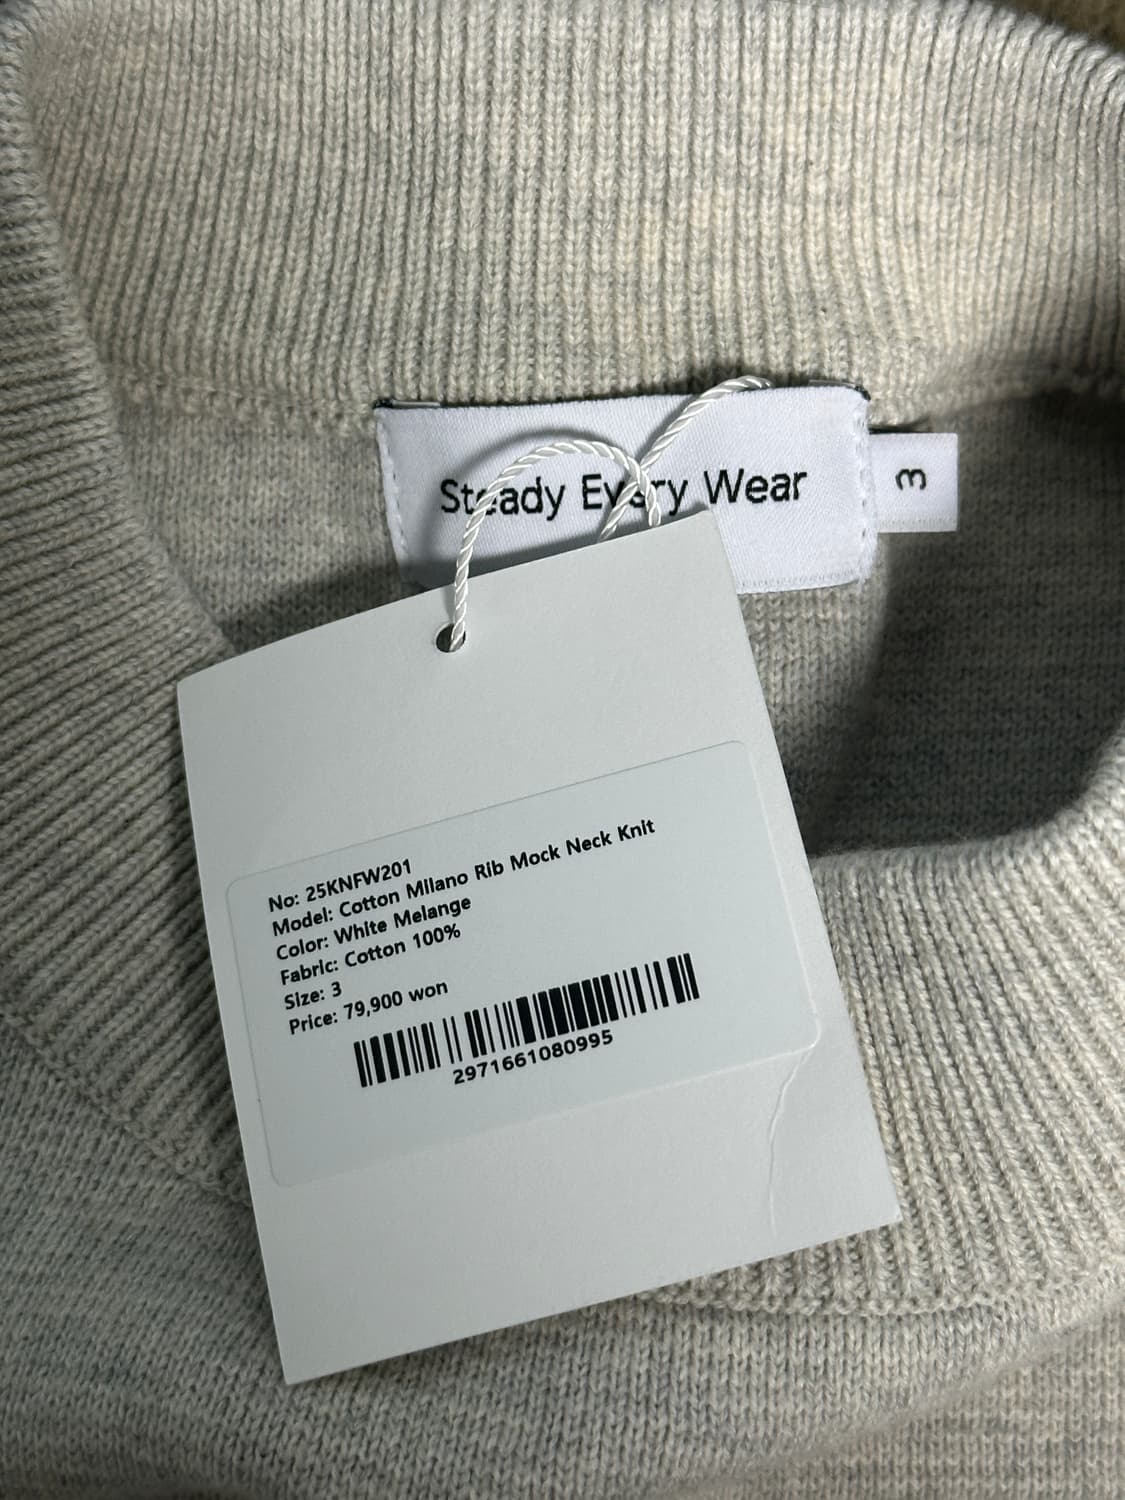 Steady Every Wear
3
No: 25KNFW201
Model: Cotton Milano Rib Mock Neck Knit
Color: White Melange
Fabric: Cotton 100%
Size: 3
Price: 79,900 won
2971661080995